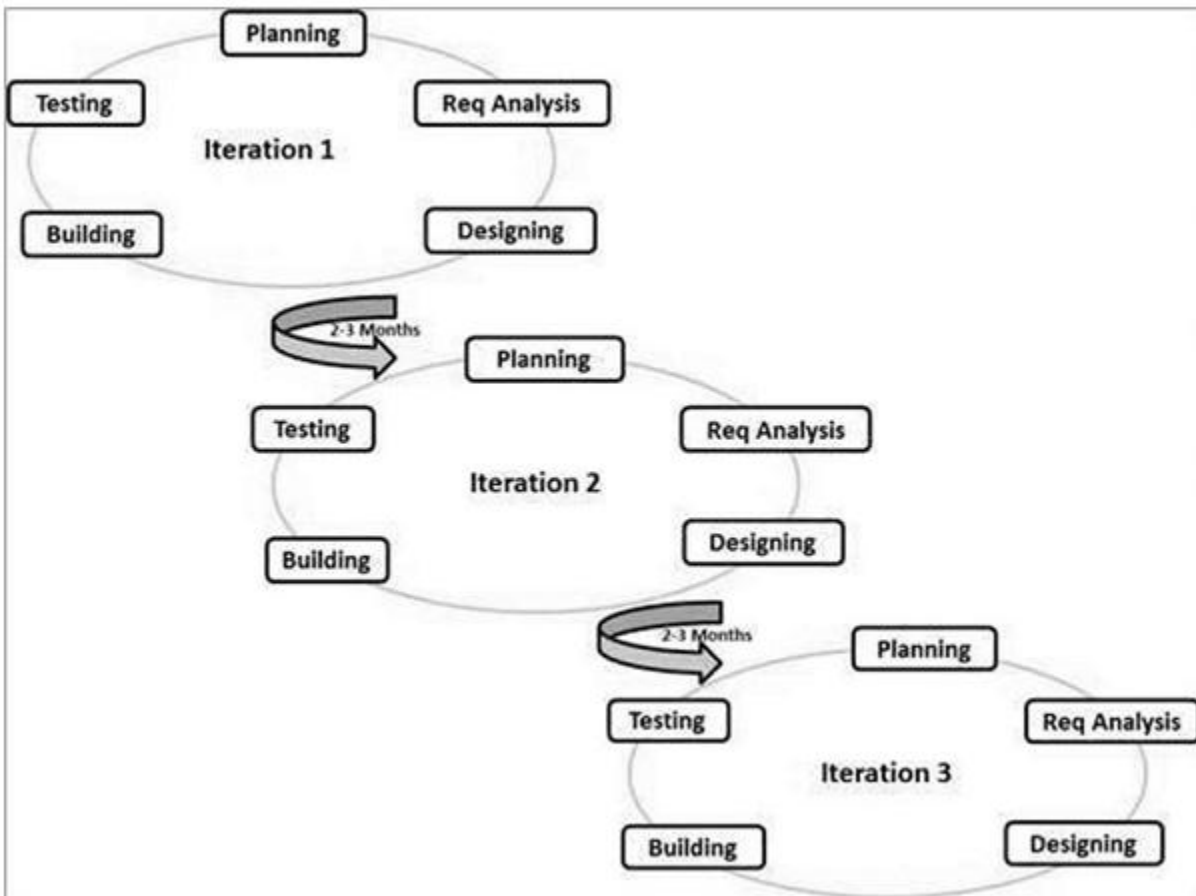 Planning
Testing
Req Analysis
Iteration 1
Building
Designing
2-3 Months
Planning
Testing
Req Analysis
Iteration 2
Building
Designing
2-3 Months
Planning
Testing
Req Analysis
Iteration 3
Building
Designing